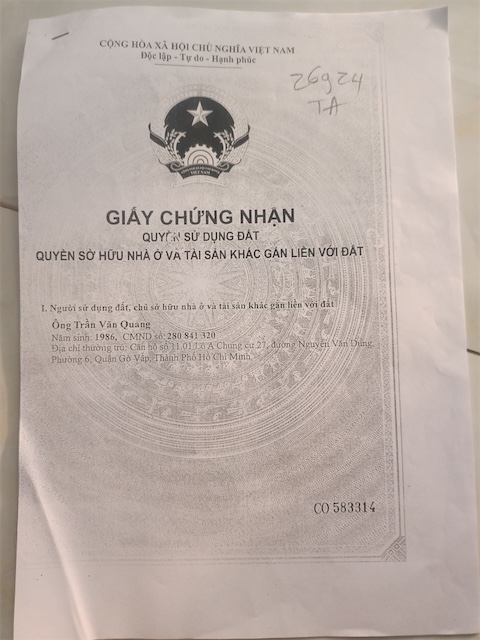 CỘNG HÒA XÃ HỘI CHỦ NGHĨA VIỆT NAM
Độc lập - Tự do - Hạnh phúc
26924
TA
VIỆT NAM
GIẤY CHỨNG NHẬN
QUYỀN SỬ DỤNG ĐẤT
QUYỀN SỞ HỮU NHÀ Ở VÀ TÀI SẢN KHÁC GẮN LIỀN VỚI ĐẤT
I. Người sử dụng đất, chủ sở hữu nhà ở và tài sản khác gắn liền với đất
Ông Trần Văn Quang
Năm sinh: 1986, CMND số: 280 841 320
Địa chỉ thường trú: Căn hộ số A Chung cư 27, đường Nguyễn Văn Dung,
Phường 6, Quận Gò Vấp, Thành Phố Hồ Chí Minh
CO 583314